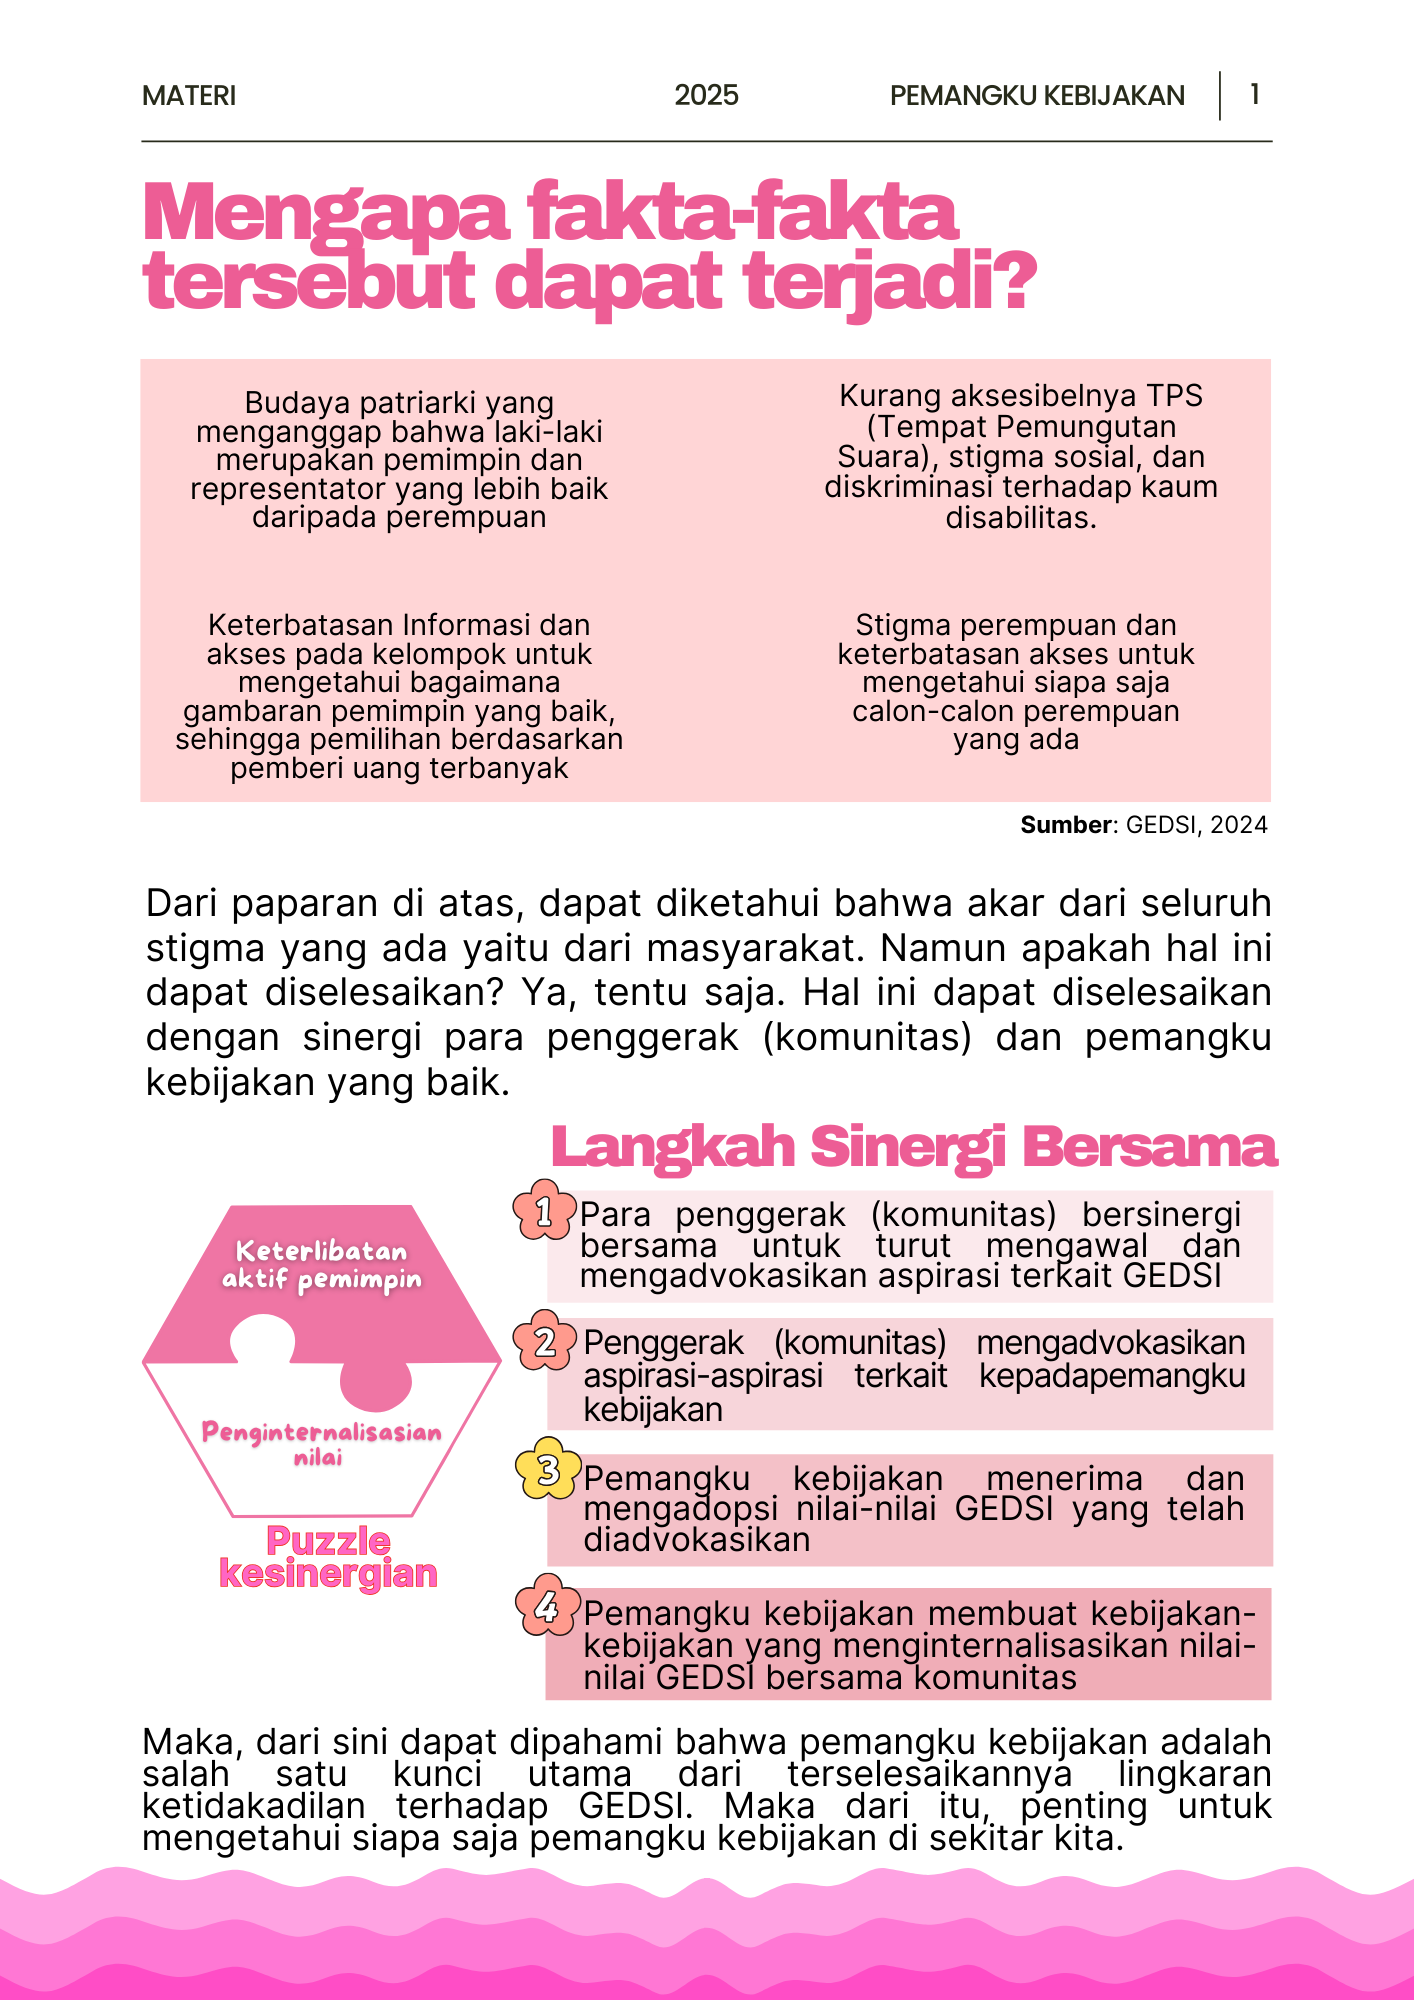 MATERI
2025
PEMANGKU KEBIJAKAN
1
Mengapa fakta-fakta
tersebut dapat terjadi?
Budaya patriarki yang
menganggap bahwa laki-laki
merupakan pemimpin dan
representator yang lebih baik
daripada perempuan
Kurang aksesibelnya TPS
(Tempat Pemungutan
Suara), stigma sosial, dan
diskriminasi terhadap kaum
disabilitas.
Keterbatasan Informasi dan
akses pada kelompok untuk
mengetahui bagaimana
gambaran pemimpin yang baik,
sehingga pemilihan berdasarkan
pemberi uang terbanyak
Stigma perempuan dan
keterbatasan akses untuk
mengetahui siapa saja
calon-calon perempuan
yang ada
Sumber: GEDSI, 2024
Dari paparan di atas, dapat diketahui bahwa akar dari seluruh
stigma yang ada yaitu dari masyarakat. Namun apakah hal ini
dapat diselesaikan? Ya, tentu saja. Hal ini dapat diselesaikan
dengan sinergi para penggerak (komunitas) dan pemangku
kebijakan yang baik.
Keterlibatan
aktif pemimpin
Penginternalisasian
nilai
Puzzle
kesinergian
Langkah Sinergi Bersama
1
Para penggerak (komunitas) bersinergi
bersama untuk turut mengawal dan
mengadvokasikan aspirasi terkait GEDSI
2
Penggerak (komunitas) mengadvokasikan
aspirasi-aspirasi terkait kepadapemangku
kebijakan
3
Pemangku kebijakan menerima dan
mengadopsi nilai-nilai GEDSI yang telah
diadvokasikan
4
Pemangku kebijakan membuat kebijakan-
kebijakan yang menginternalisasikan nilai-
nilai GEDSI bersama komunitas
Maka, dari sini dapat dipahami bahwa pemangku kebijakan adalah
salah satu kunci utama dari terselesaikannya lingkaran
ketidakadilan terhadap GEDSI. Maka dari itu, penting untuk
mengetahui siapa saja pemangku kebijakan di sekitar kita.